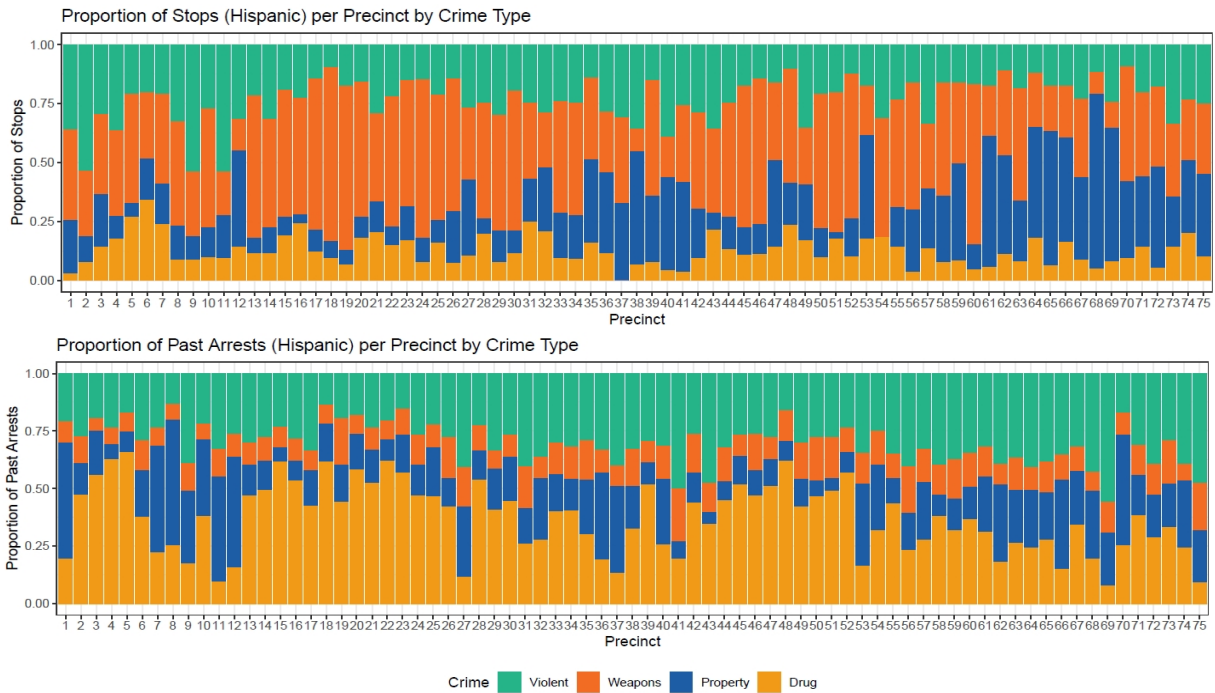 Proportion of Stops (Hispanic) per Precinct by Crime Type
Proportion of Stops
1.00
0.75
0.50
0.25
0.00
1 2 3 4 5 6 7 8 9 10 11 12 13 14 15 16 17 18 19 20 21 22 23 24 25 26 27 28 29 30 31 32 33 34 35 36 37 38 39 40 41 42 43 44 45 46 47 48 49 50 51 52 53 54 55 56 57 58 59 60 61 62 63 64 65 66 67 68 69 70 71 72 73 74 75
Precinct
Proportion of Past Arrests (Hispanic) per Precinct by Crime Type
Proportion of Past Arrests
1.00
0.75
0.50
0.25
0.00
1 2 3 4 5 6 7 8 9 10 11 12 13 14 15 16 17 18 19 20 21 22 23 24 25 26 27 28 29 30 31 32 33 34 35 36 37 38 39 40 41 42 43 44 45 46 47 48 49 50 51 52 53 54 55 56 57 58 59 60 61 62 63 64 65 66 67 68 69 70 71 72 73 74 75
Precinct
Crime Violent Weapons Property Drug